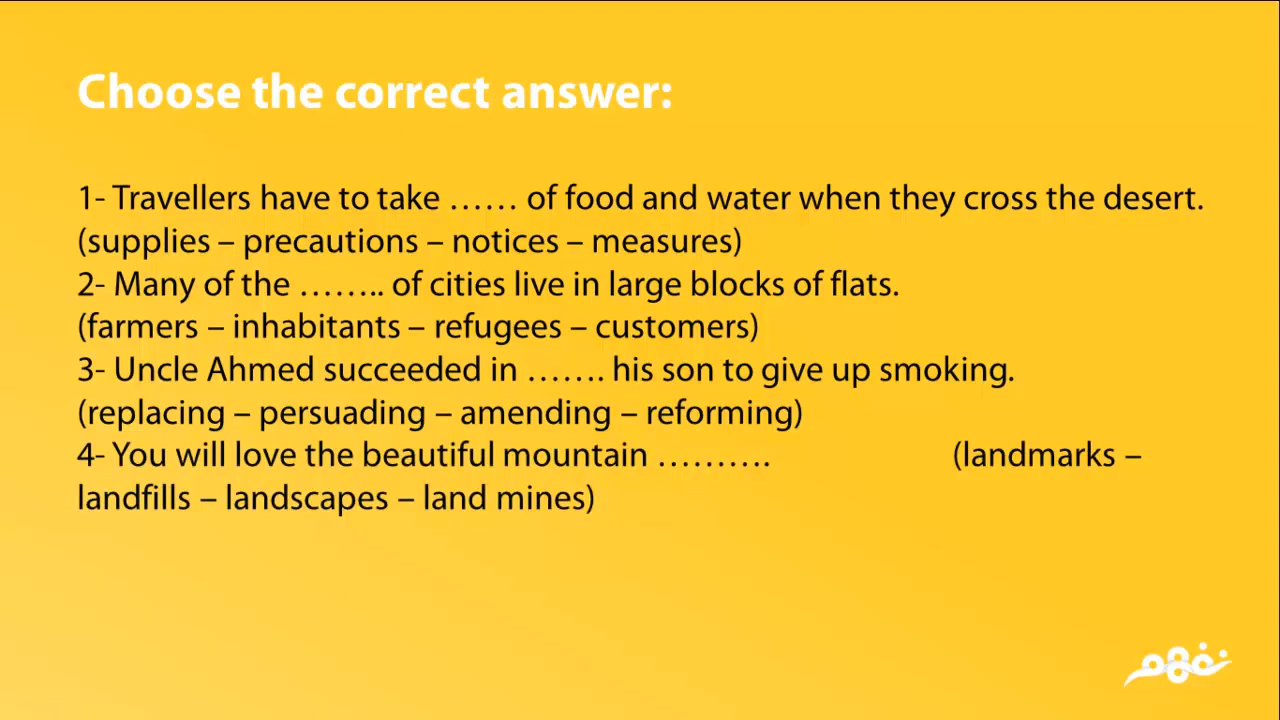 Choose the correct answer:
1- Travellers have to take …… of food and water when they cross the desert.
(supplies – precautions – notices – measures)
2- Many of the …….. of cities live in large blocks of flats.
(farmers – inhabitants – refugees – customers)
3- Uncle Ahmed succeeded in ……. his son to give up smoking.
(replacing – persuading – amending – reforming)
4- You will love the beautiful mountain ………. (landmarks –
landfills – landscapes – land mines)
نفهم